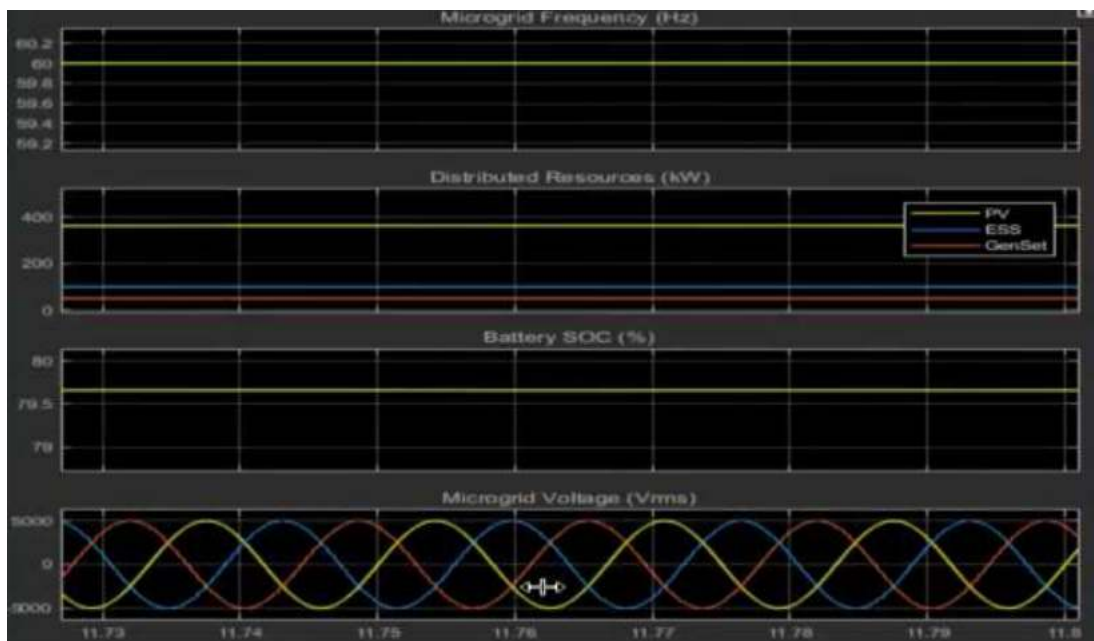 Microgrid Frequency (Hz)
60.2
60
59.8
59.6
59.4
59.2
Distributed Resources (kW)
400
200
0
PV
ESS
GenSet
Battery SOC (%)
80
79.5
79
Microgrid Voltage (Vrms)
5000
0
-5000
11.73 11.74 11.75 11.76 11.77 11.78 11.79 11.8